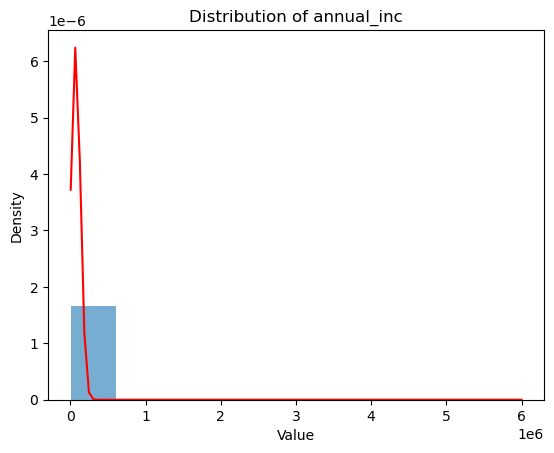 Distribution of annual_inc
1e−6
6
5
4
3
2
1
0
Density
0 1 2 3 4 5 6
1e6
Value